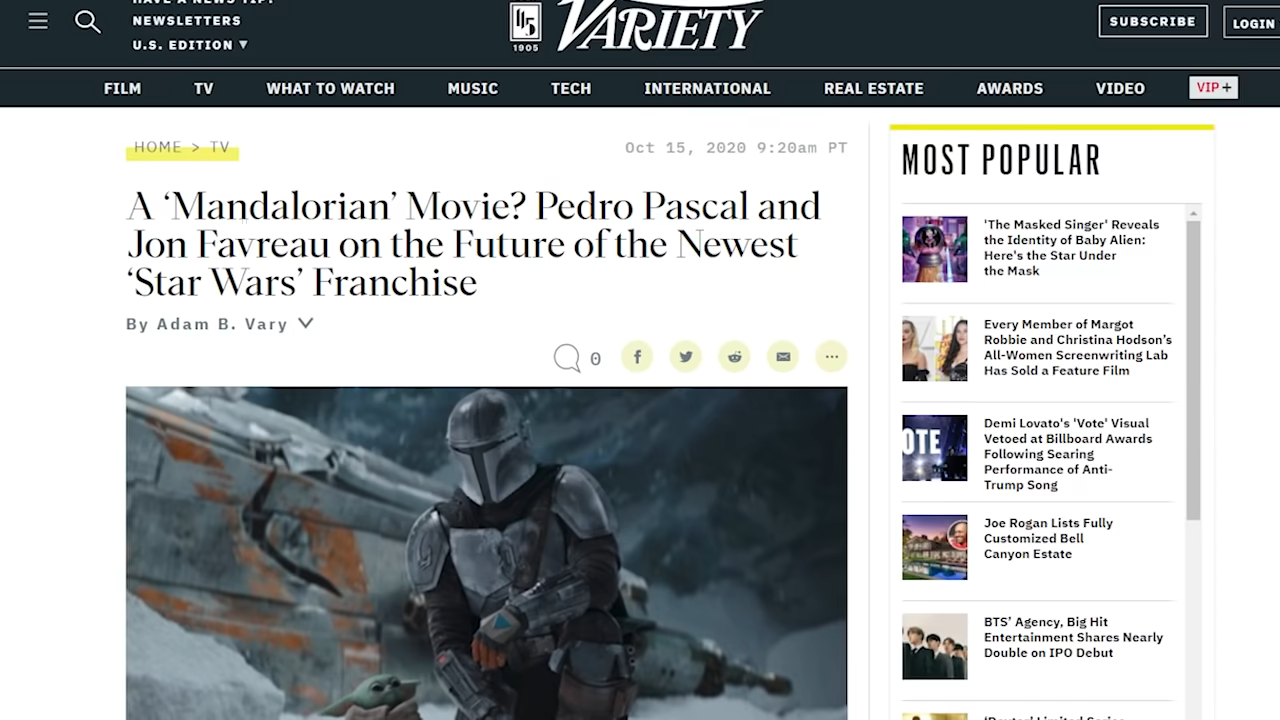 HAVE A NEWS TIP?
NEWSLETTERS
U.S. EDITION
115
1905
VARIETY
SUBSCRIBE
LOGIN
FILM
TV
WHAT TO WATCH
MUSIC
TECH
INTERNATIONAL
REAL ESTATE
AWARDS
VIDEO
VIP+
HOME > TV
Oct 15, 2020 9:20am PT
A ‘Mandalorian’ Movie? Pedro Pascal and
Jon Favreau on the Future of the Newest
‘Star Wars’ Franchise
By Adam B. Vary
0
MOST POPULAR
'The Masked Singer' Reveals
the Identity of Baby Alien:
Here's the Star Under
the Mask
Every Member of Margot
Robbie and Christina Hodson’s
All-Women Screenwriting Lab
Has Sold a Feature Film
OTE
Demi Lovato's 'Vote' Visual
Vetoed at Billboard Awards
Following Searing
Performance of Anti-
Trump Song
Joe Rogan Lists Fully
Customized Bell
Canyon Estate
BTS’ Agency, Big Hit
Entertainment Shares Nearly
Double on IPO Debut